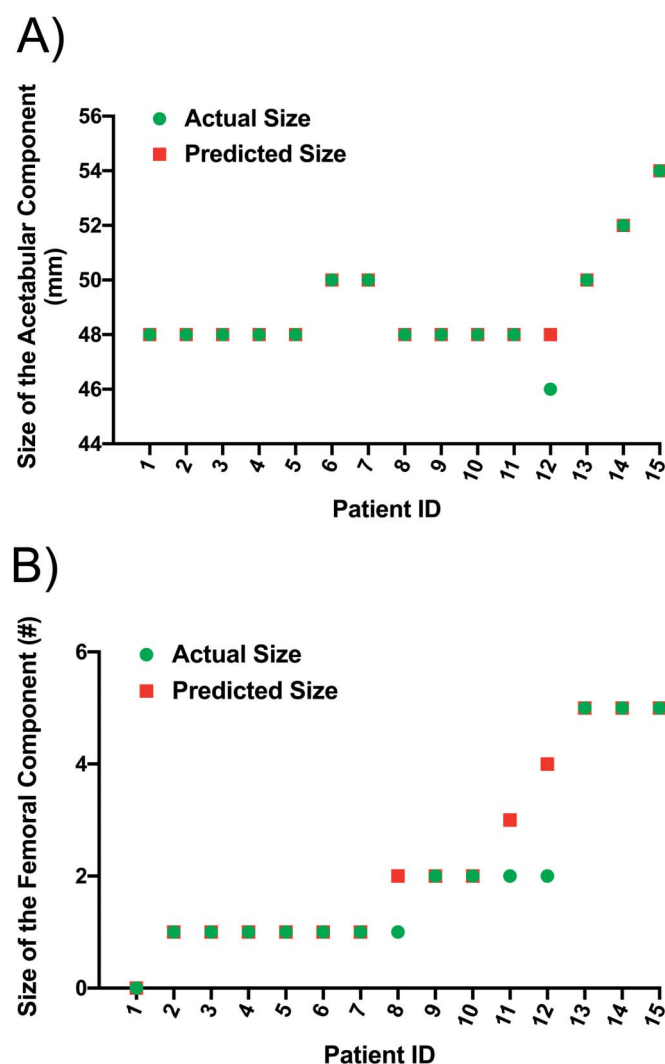 A)
Size of the Acetabular Component
(mm)
56
54
52
50
48
46
44
Actual Size
Predicted Size
1 2 3 4 5 6 7 8 9 10 11 12 13 14 15
Patient ID
B)
Size of the Femoral Component (#)
6
4
2
0
Actual Size
Predicted Size
1 2 3 4 5 6 7 8 9 10 11 12 13 14 15
Patient ID